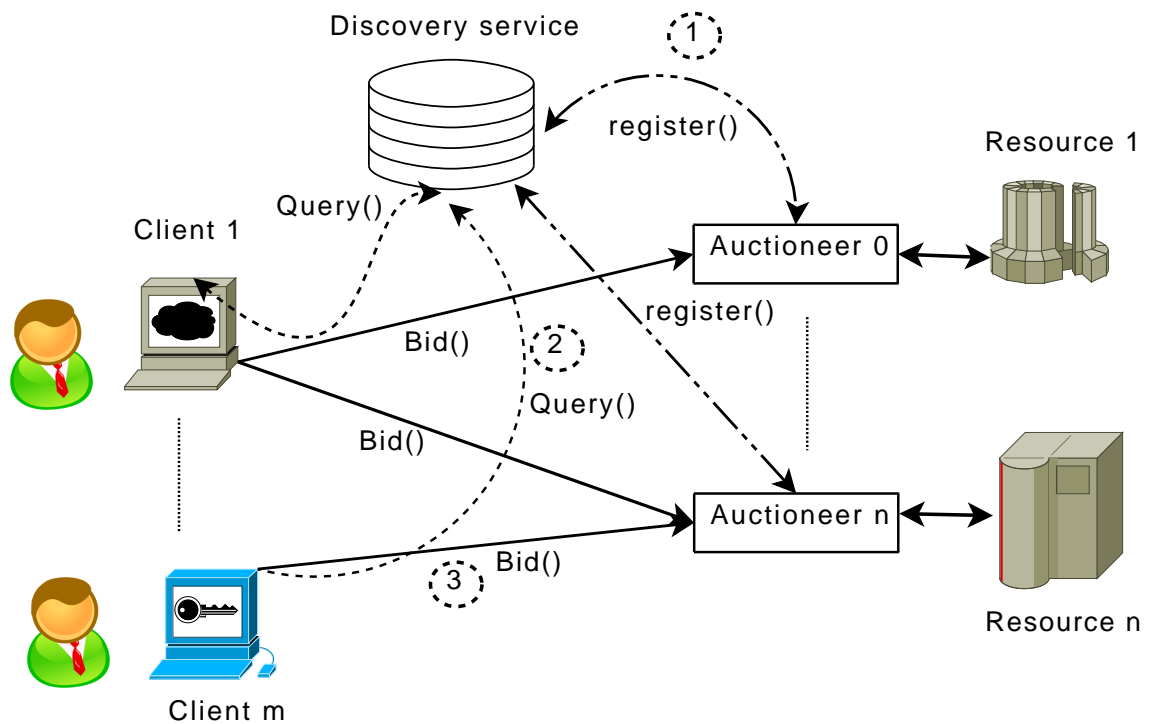 Discovery service
1
register()
Resource 1
Query()
Client 1
Auctioneer 0
register()
Bid()
2
Query()
Bid()
Auctioneer n
Bid()
3
Resource n
Client m